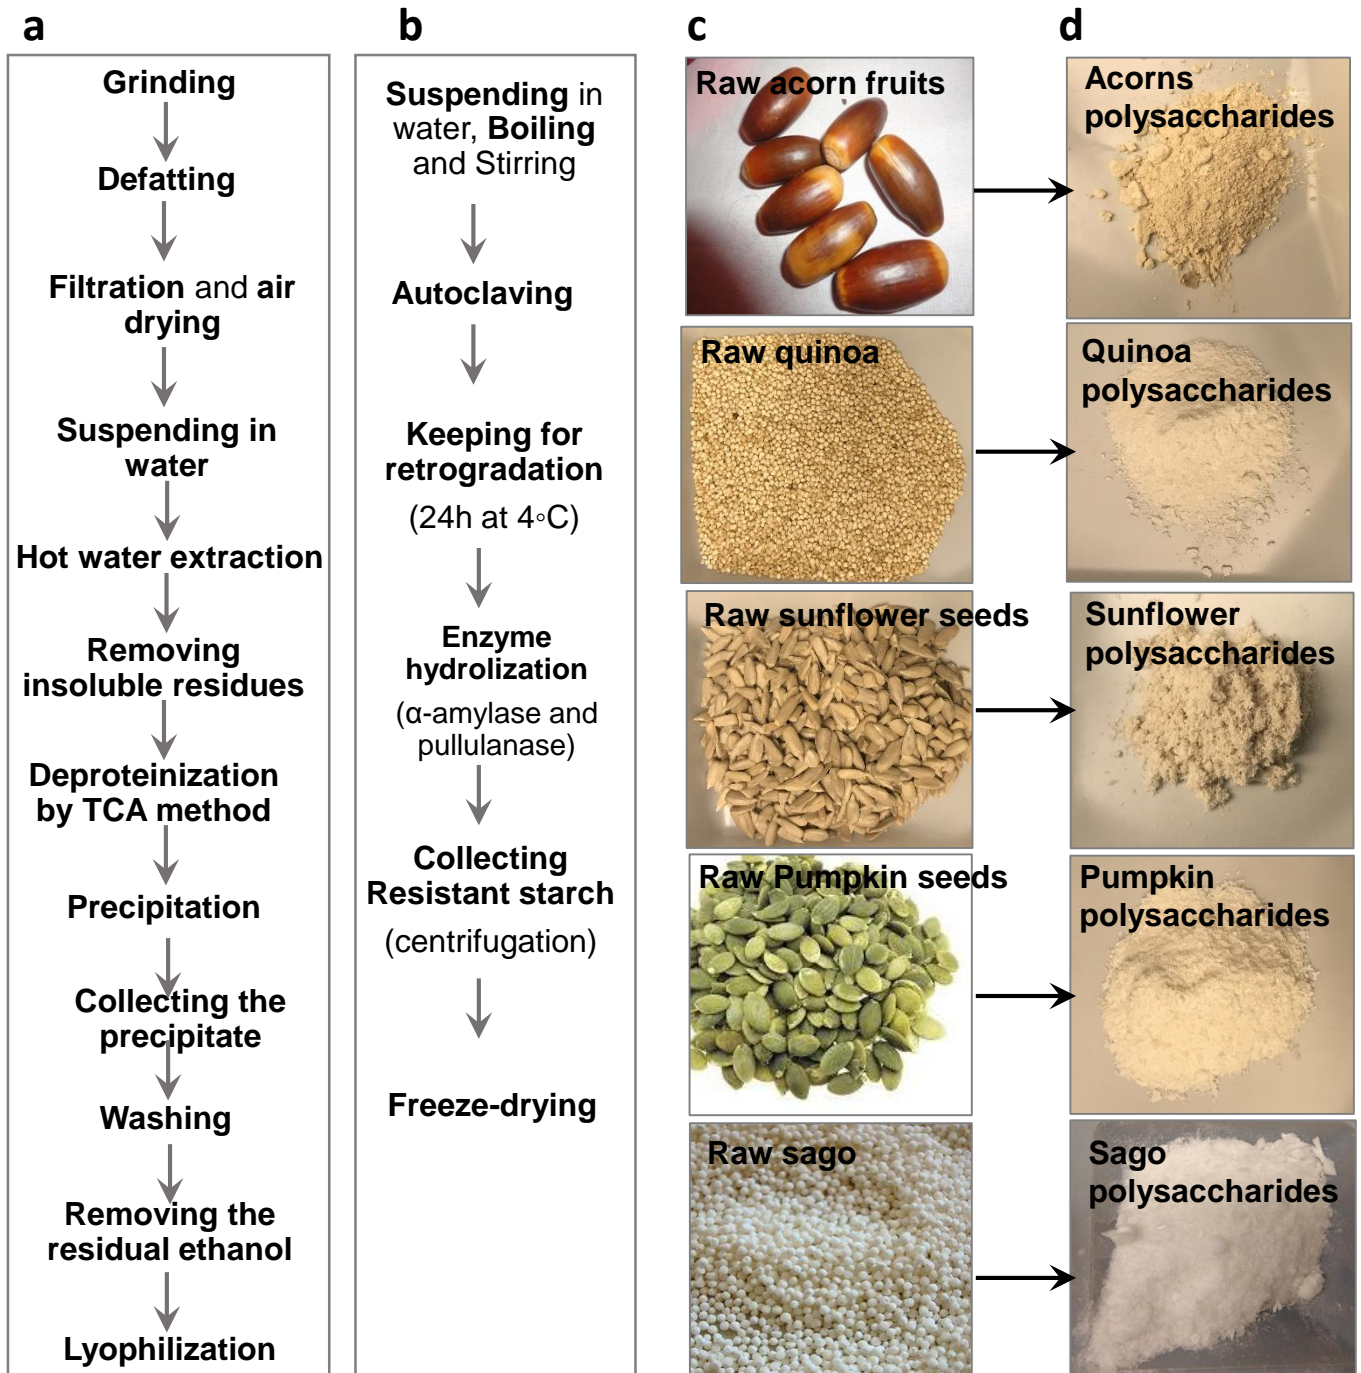 a
Grinding
Defatting
Filtration and air
drying
Suspending in
water
Hot water extraction
Removing
insoluble residues
Deproteinization
by TCA method
Precipitation
Collecting the
precipitate
Washing
Removing the
residual ethanol
Lyophilization
b
Suspending in
water, Boiling
and Stirring
Autoclaving
Keeping for
retrogradation
(24h at 4◦C)
Enzyme
hydrolization
(α-amylase and
pullulanase)
Collecting
Resistant starch
(centrifugation)
Freeze-drying
c
Raw acorn fruits
Raw quinoa
Raw sunflower seeds
Raw Pumpkin seeds
Raw sago
d
Acorns
polysaccharides
Quinoa
polysaccharides
Sunflower
polysaccharides
Pumpkin
polysaccharides
Sago
polysaccharides